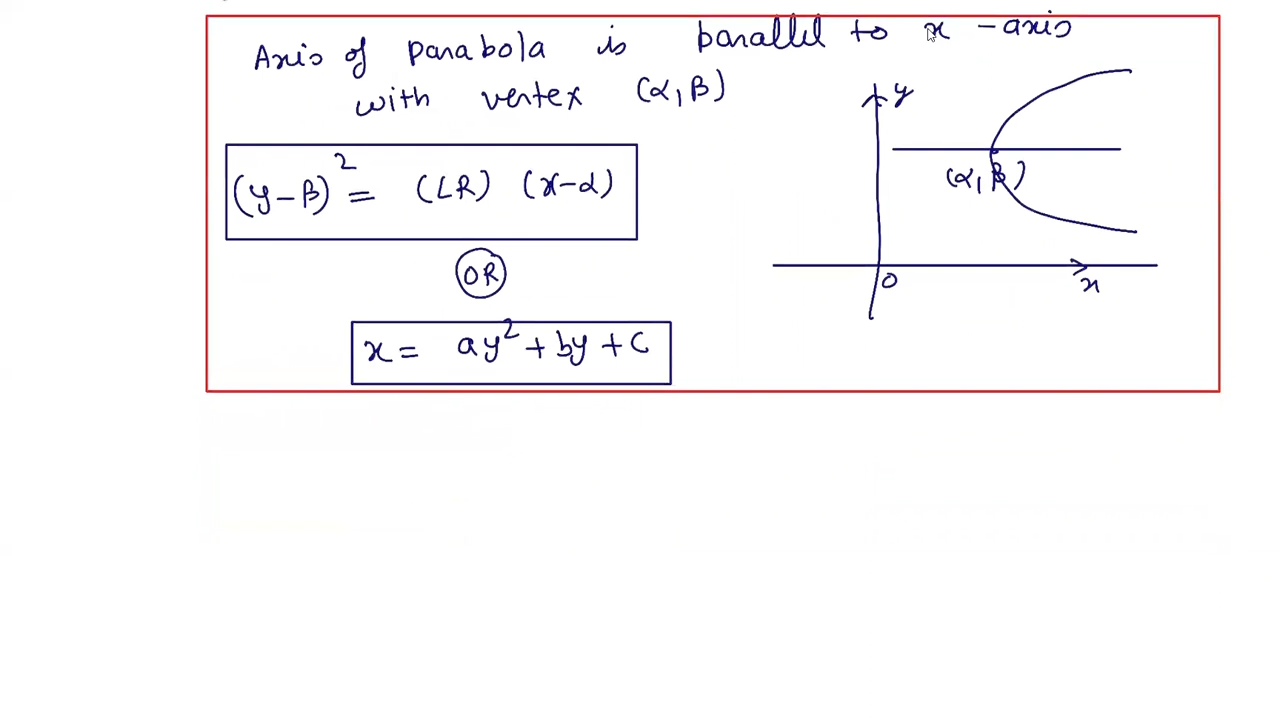 Axis of parabola is parallel to x-axis
with vertex (α, β)
(y-β)² = (LR) (x-α)
OR
x = ay² + by + c
y
(α, β)
0
x